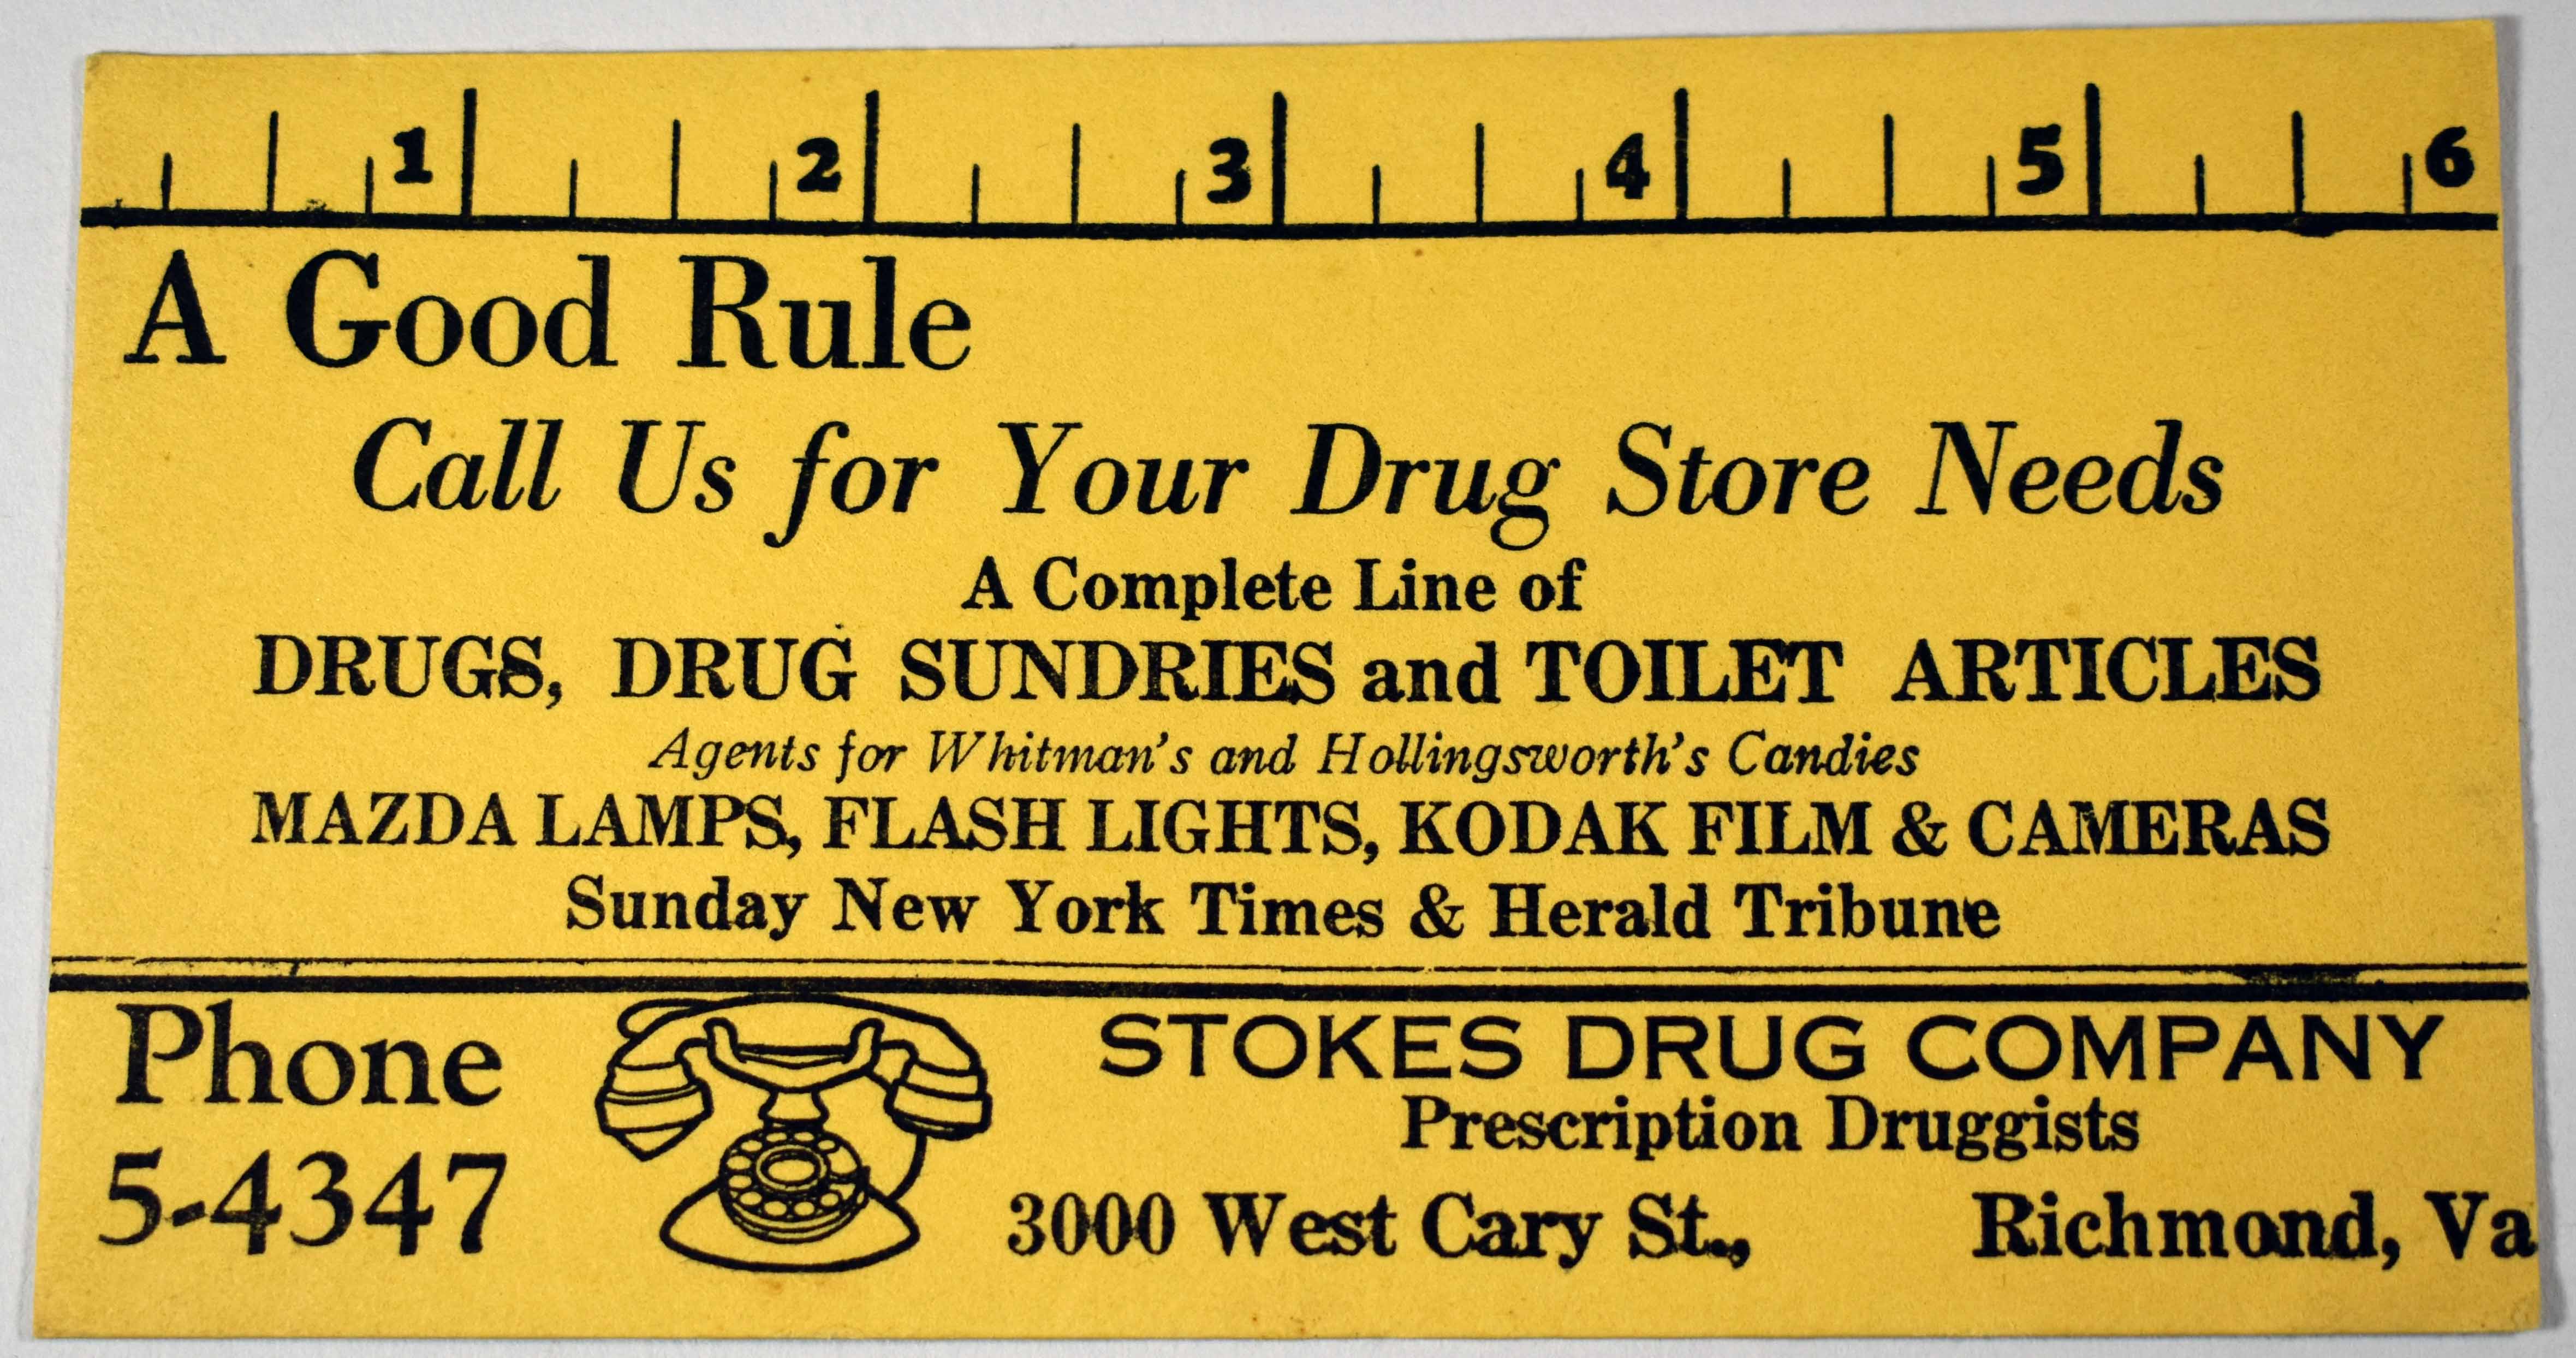 1 2 3 4 5 6
A Good Rule
Call Us for Your Drug Store Needs
A Complete Line of
DRUGS, DRUG SUNDRIES and TOILET ARTICLES
Agents for Whitman's and Hollingsworth's Candies
MAZDA LAMPS, FLASH LIGHTS, KODAK FILM & CAMERAS
Sunday New York Times & Herald Tribune
Phone
5-4347
STOKES DRUG COMPANY
Prescription Druggists
3000 West Cary St., Richmond, Va